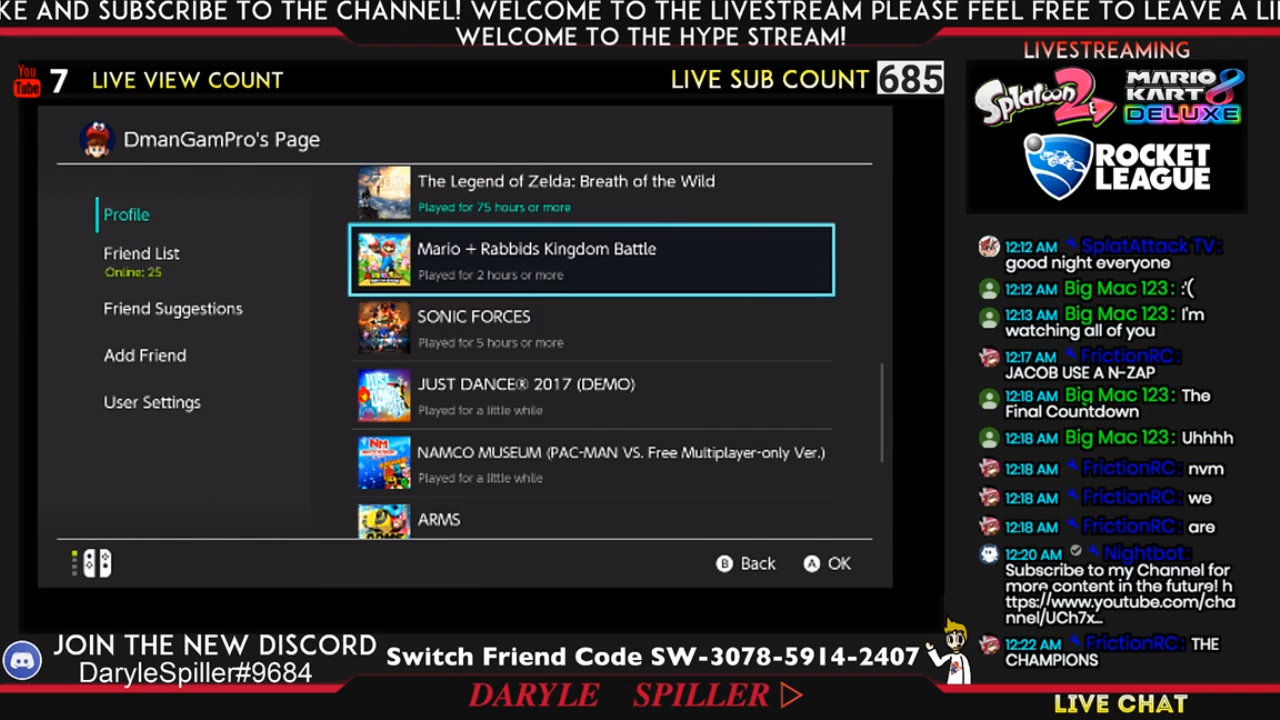 KE AND SUBSCRIBE TO THE CHANNEL! WELCOME TO THE LIVESTREAM PLEASE FEEL FREE TO LEAVE A LI
WELCOME TO THE HYPE STREAM!
You
Tube
7 LIVE VIEW COUNT
LIVE SUB COUNT 685
DmanGamPro's Page
Profile
Friend List
Online: 25
Friend Suggestions
Add Friend
User Settings
The Legend of Zelda: Breath of the Wild
Played for 75 hours or more
Mario + Rabbids Kingdom Battle
Played for 2 hours or more
SONIC FORCES
Played for 5 hours or more
JUST DANCE® 2017 (DEMO)
Played for a little while
NAMCO MUSEUM (PAC-MAN VS. Free Multiplayer-only Ver.)
Played for a little while
ARMS
B Back A OK
LIVESTREAMING
Splatoon 2
MARIO KART 8 DELUXE
ROCKET LEAGUE
12:12 AM SplatAttack TV:
good night everyone
12:12 AM Big Mac 123: :'(
12:13 AM Big Mac 123: I'm
watching all of you
12:17 AM FrictionRC:
JACOB USE A N-ZAP
12:18 AM Big Mac 123: The
Final Countdown
12:18 AM Big Mac 123: Uhhhh
12:18 AM FrictionRC: nvm
12:18 AM FrictionRC: we
12:18 AM FrictionRC: are
12:20 AM Nightbot:
Subscribe to my Channel for
more content in the future! h
ttps://www.youtube.com/cha
nnel/UCh7x...
12:22 AM FrictionRC: THE
CHAMPIONS
LIVE CHAT
JOIN THE NEW DISCORD
DaryleSpiller#9684
Switch Friend Code SW-3078-5914-2407
DARYLE SPILLER